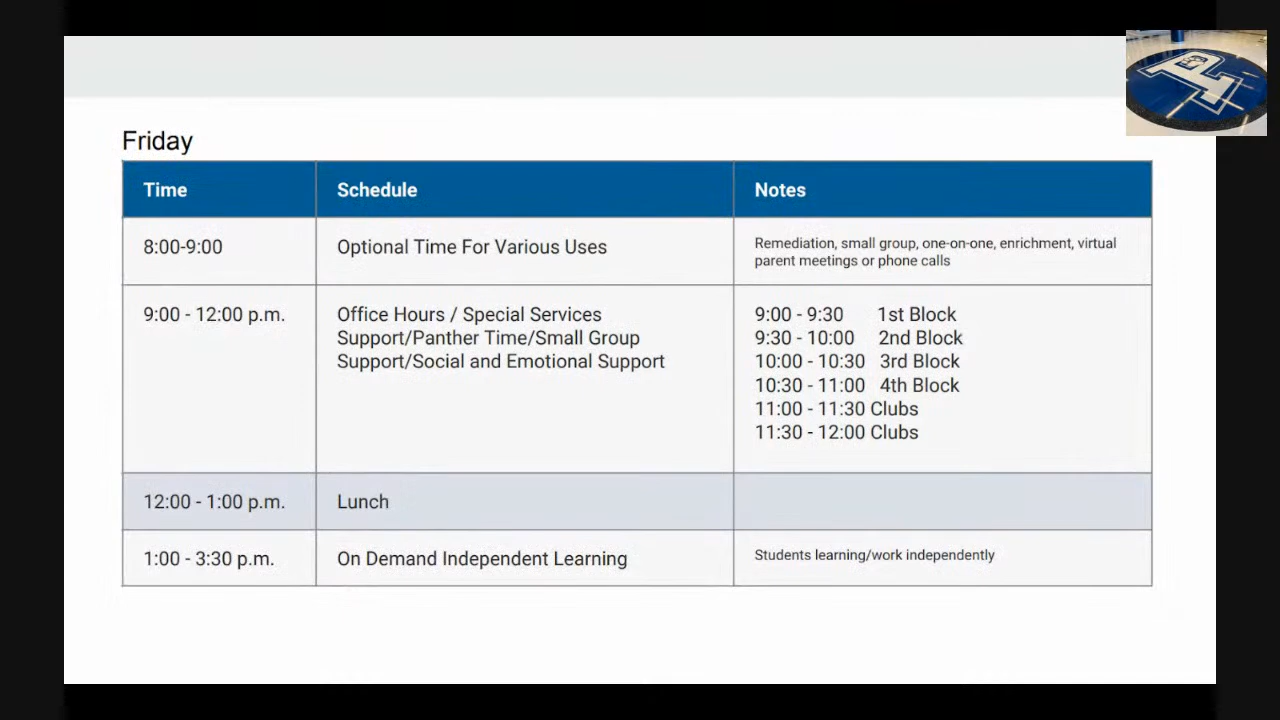 Friday
Time Schedule Notes
8:00-9:00 Optional Time For Various Uses Remediation, small group, one-on-one, enrichment, virtual
parent meetings or phone calls
9:00 - 12:00 p.m. Office Hours / Special Services 9:00 - 9:30 1st Block
Support/Panther Time/Small Group 9:30 - 10:00 2nd Block
Support/Social and Emotional Support 10:00 - 10:30 3rd Block
10:30 - 11:00 4th Block
11:00 - 11:30 Clubs
11:30 - 12:00 Clubs
12:00 - 1:00 p.m. Lunch
1:00 - 3:30 p.m. On Demand Independent Learning Students learning/work independently